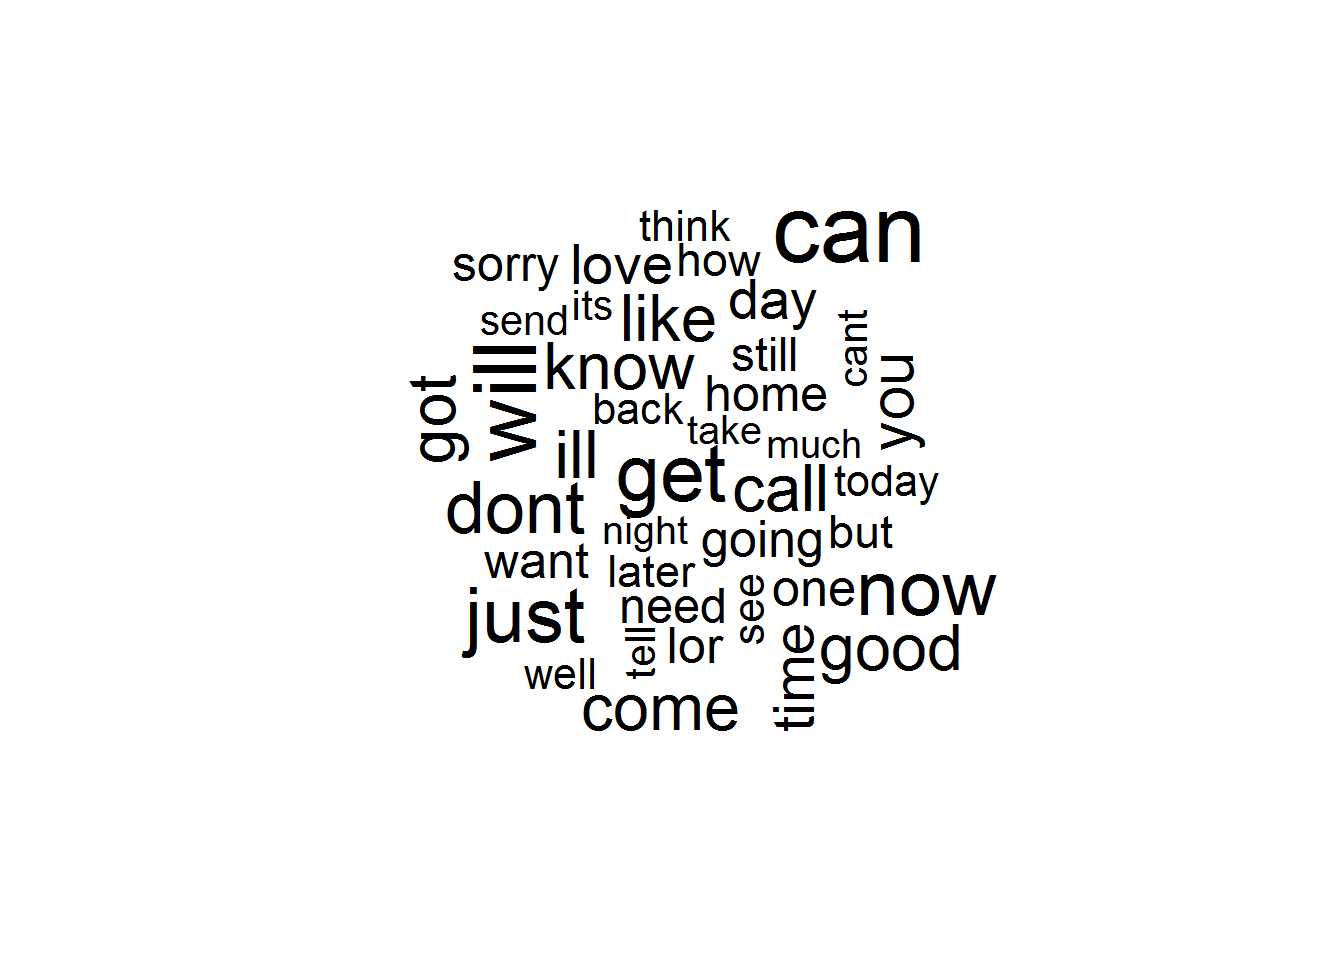 think can
sorry love how
send its like day
will know still cant
got back home you
ill take much
get call today
dont night going but
want later
just need see one now
tell lor time good
well
come